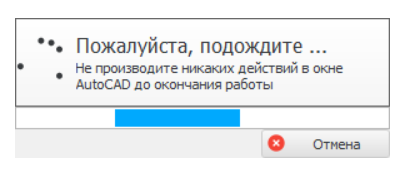 Пожалуйста, подождите ...
Не производите никаких действий в окне
AutoCAD до окончания работы
Отмена